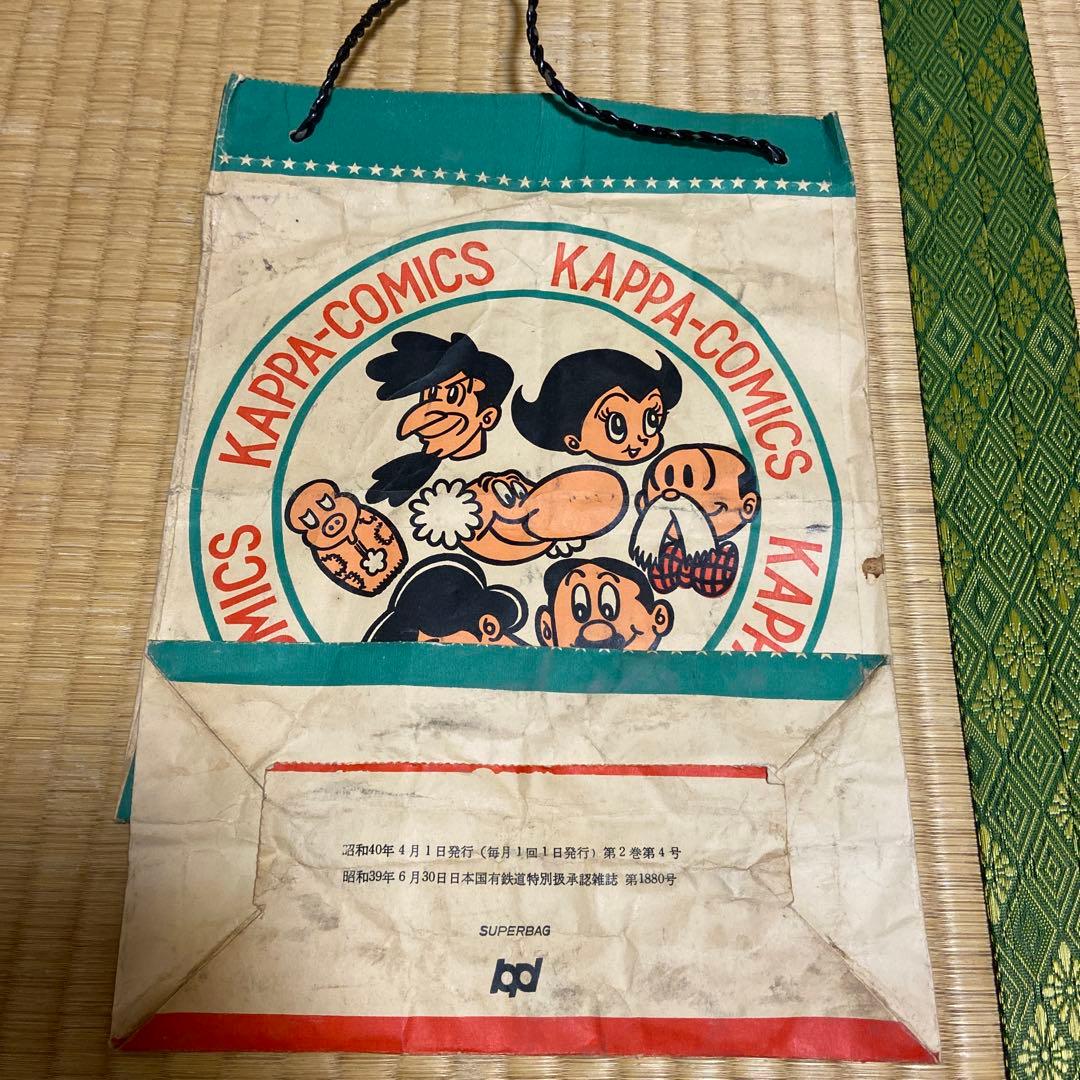 KAPPA-COMICS
KAPPA-COMICS
KAPPA
OMICS
昭和40年4月1日発行(毎月1回1日発行)第2巻第4号
昭和39年6月30日日本国有鉄道特別扱承認雑誌 第1880号
SUPERBAG